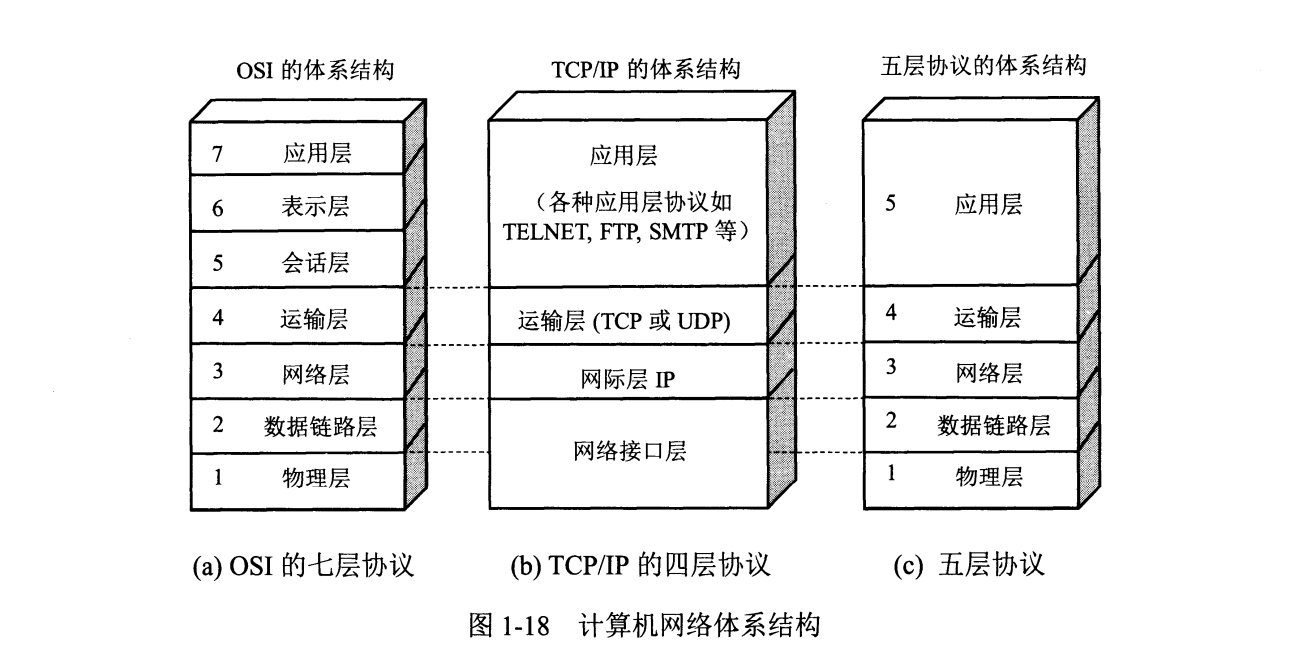 OSI 的体系结构
7 应用层
6 表示层
5 会话层
4 运输层
3 网络层
2 数据链路层
1 物理层
(a) OSI 的七层协议
TCP/IP 的体系结构
应用层
（各种应用层协议如
TELNET, FTP, SMTP 等）
运输层 (TCP 或 UDP)
网际层 IP
网络接口层
(b) TCP/IP 的四层协议
五层协议的体系结构
5 应用层
4 运输层
3 网络层
2 数据链路层
1 物理层
(c) 五层协议
图 1-18 计算机网络体系结构